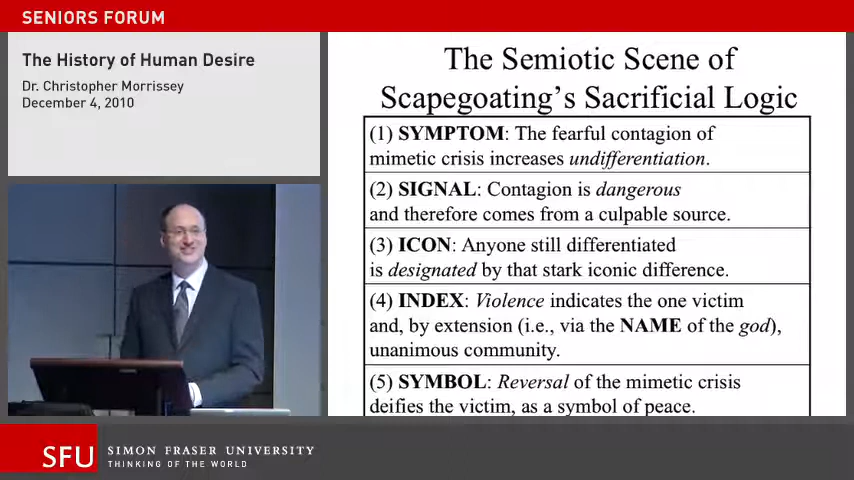 SENIORS FORUM
The History of Human Desire
Dr. Christopher Morrissey
December 4, 2010
The Semiotic Scene of
Scapegoating's Sacrificial Logic
(1) SYMPTOM: The fearful contagion of
mimetic crisis increases undifferentiation.
(2) SIGNAL: Contagion is dangerous
and therefore comes from a culpable source.
(3) ICON: Anyone still differentiated
is designated by that stark iconic difference.
(4) INDEX: Violence indicates the one victim
and, by extension (i.e., via the NAME of the god),
unanimous community.
(5) SYMBOL: Reversal of the mimetic crisis
deifies the victim, as a symbol of peace.
SFU
SIMON FRASER UNIVERSITY
THINKING OF THE WORLD